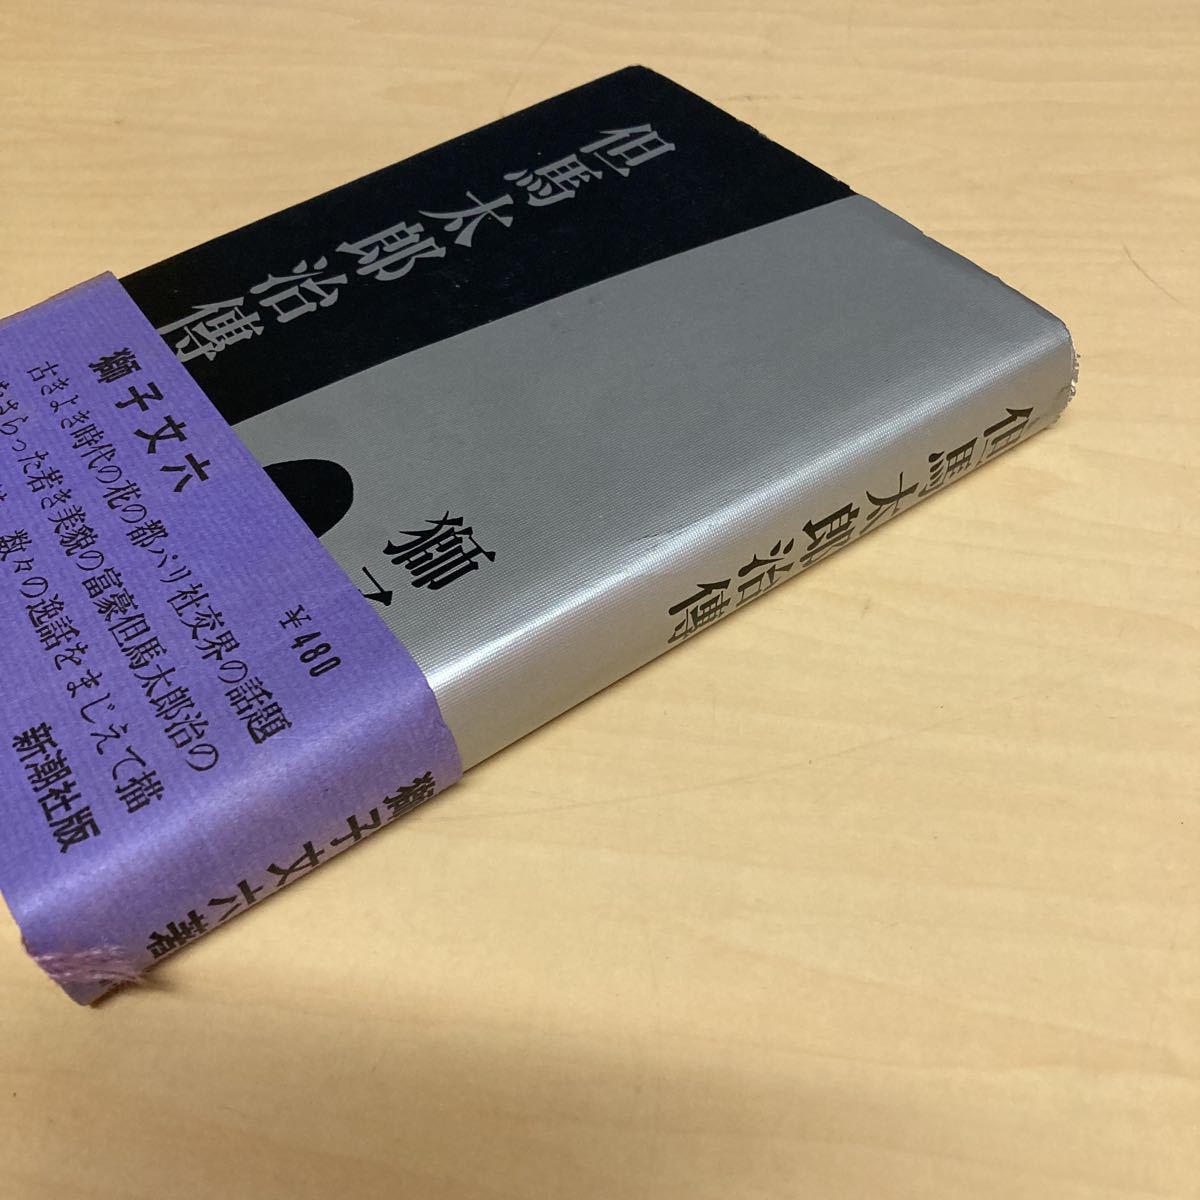 但馬太郎治傳
獅子
獅子文六
古きよき時代の花の都パリ社交界の話題
をさらった若き美貌の富豪但馬太郎治の
数々の逸話をまじえて描
¥480
新潮社版
但馬太郎治傳
獅子文六著